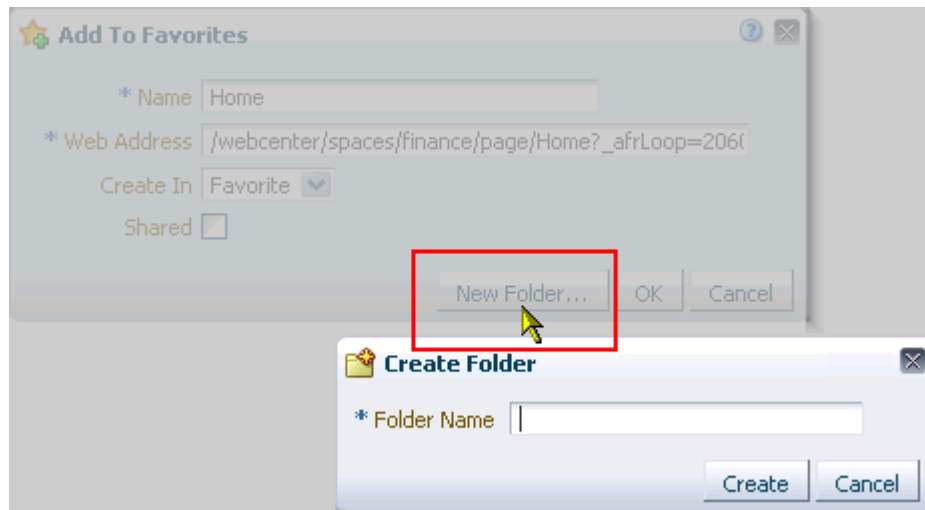 Add To Favorites
* Name Home
* Web Address /webcenter/spaces/finance/page/Home?_afrLoop=206(
Create In Favorite
Shared
New Folder... OK Cancel
Create Folder
* Folder Name
Create Cancel